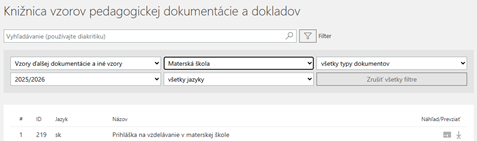 Knižnica vzorov pedagogickej dokumentácie a dokladov
Vyhľadávanie (používajte diakritiku) Filter
Vzory ďalšej dokumentácie a iné vzory Materská škola všetky typy dokumentov
2025/2026 všetky jazyky Zrušiť všetky filtre
# ID Jazyk Názov Náhľad/Prevziať
1 219 sk Prihláška na vzdelávanie v materskej škole